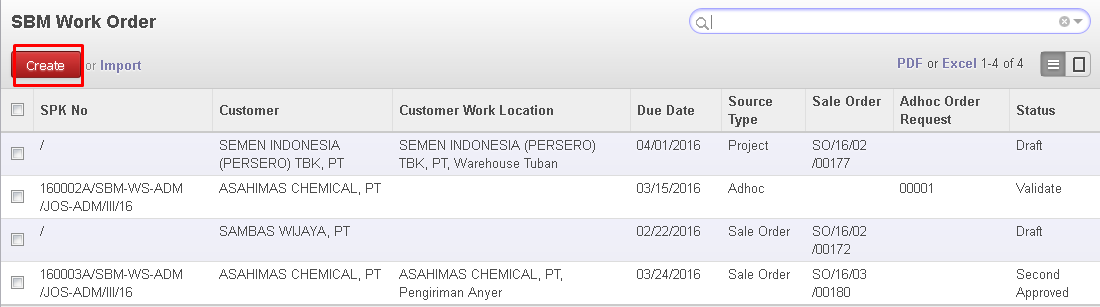 SBM Work Order
Create or Import
PDF or Excel 1-4 of 4
SPK No Customer Customer Work Location Due Date Source Type Sale Order Adhoc Order Request Status
/ SEMEN INDONESIA (PERSERO) TBK, PT SEMEN INDONESIA (PERSERO) TBK, PT, Warehouse Tuban 04/01/2016 Project SO/16/02/00177 Draft
160002A/SBM-WS-ADM/JOS-ADM/III/16 ASAHIMAS CHEMICAL, PT 03/15/2016 Adhoc 00001 Validate
/ SAMBAS WIJAYA, PT 02/22/2016 Sale Order SO/16/02/00172 Draft
160003A/SBM-WS-ADM/JOS-ADM/III/16 ASAHIMAS CHEMICAL, PT ASAHIMAS CHEMICAL, PT, Pengiriman Anyer 03/24/2016 Sale Order SO/16/03/00180 Second Approved